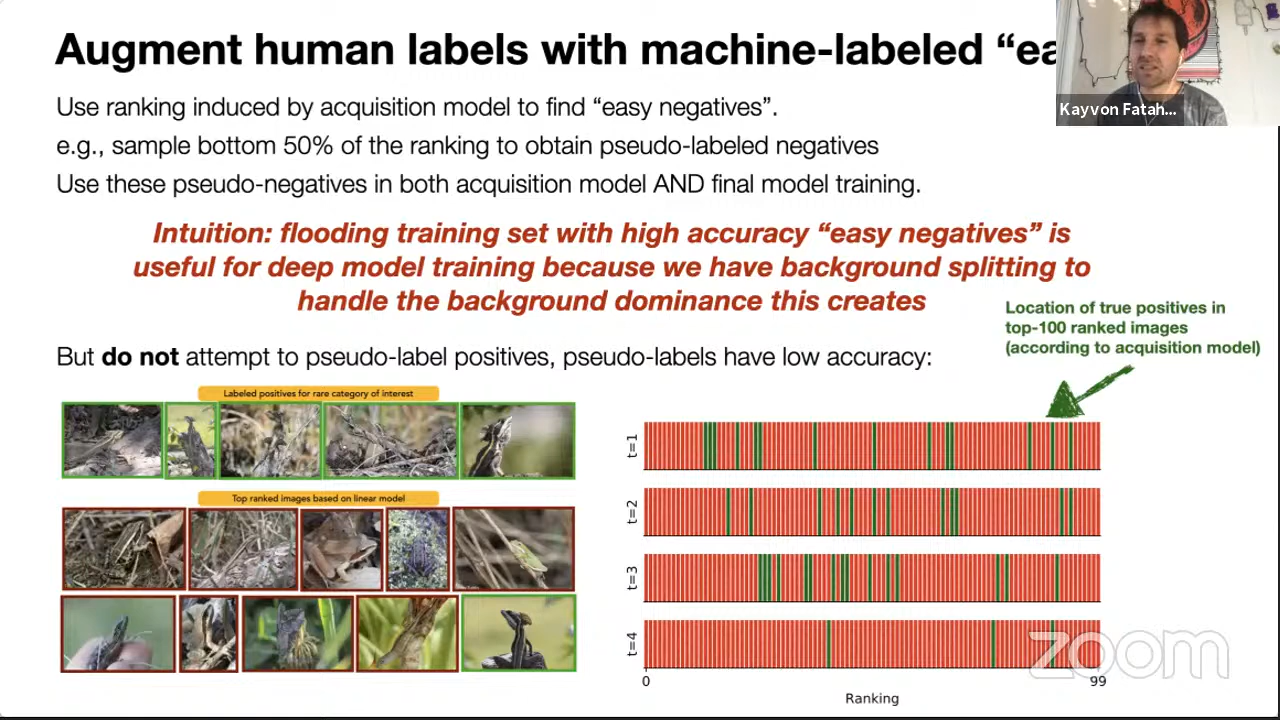 Augment human labels with machine-labeled “ea
Kayvon Fatah...
Use ranking induced by acquisition model to find “easy negatives”.
e.g., sample bottom 50% of the ranking to obtain pseudo-labeled negatives
Use these pseudo-negatives in both acquisition model AND final model training.
Intuition: flooding training set with high accuracy “easy negatives” is
useful for deep model training because we have background splitting to
handle the background dominance this creates
Location of true positives in
top-100 ranked images
(according to acquisition model)
But do not attempt to pseudo-label positives, pseudo-labels have low accuracy:
Labeled positives for rare category of interest
Top ranked images based on linear model
t=1
t=2
t=3
t=4
0
99
Ranking
zoom